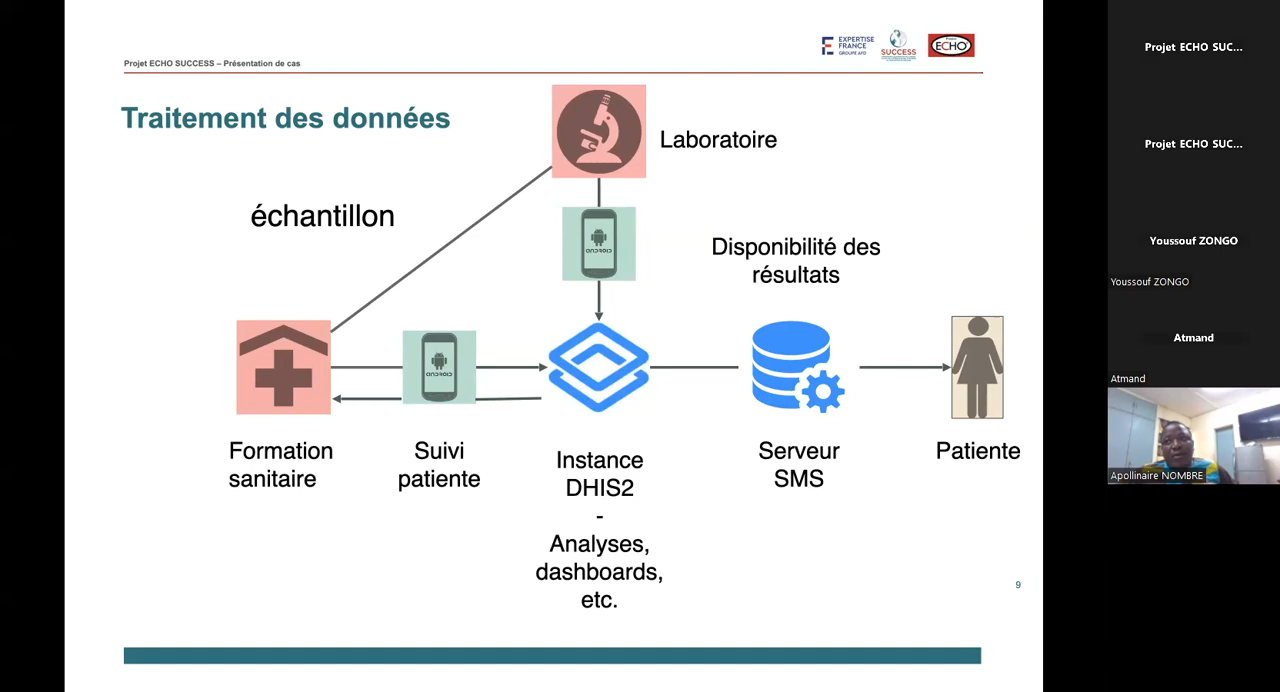 Projet ECHO SUCCESS – Présentation de cas
EXPERTISE
FRANCE
GROUPE AFD
SUCCESS
ECHO
Traitement des données
Laboratoire
échantillon
ANDROID
Disponibilité des
résultats
ANDROID
Formation
sanitaire
Suivi
patiente
Instance
DHIS2
-
Analyses,
dashboards,
etc.
Serveur
SMS
Patiente
9
Projet ECHO SUC...
Projet ECHO SUC...
Youssouf ZONGO
Youssouf ZONGO
Atmand
Atmand
Apollinaire NOMBRE